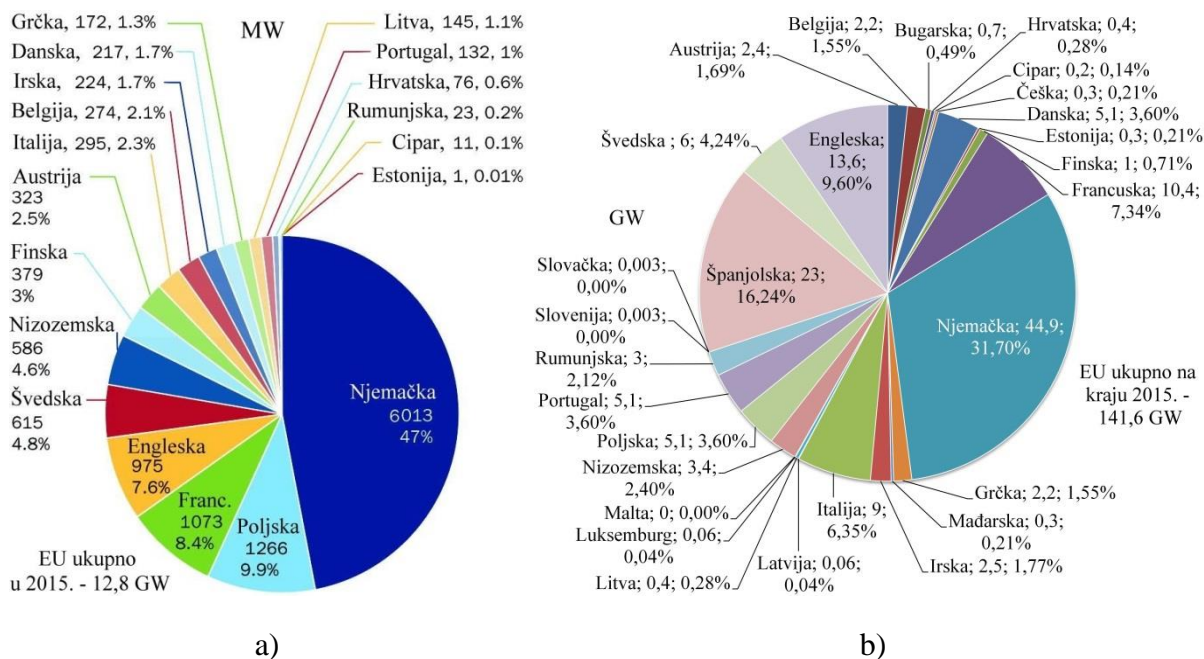 Grčka, 172, 1.3%
Danska, 217, 1.7%
Irska, 224, 1.7%
Belgija, 274, 2.1%
Italija, 295, 2.3%
Austrija
323
2.5%
Finska
379
3%
Nizozemska
586
4.6%
Švedska
615
4.8%
Engleska
975
7.6%
Franc.
1073
8.4%
Poljska
1266
9.9%
Njemačka
6013
47%
MW
Litva, 145, 1.1%
Portugal, 132, 1%
Hrvatska, 76, 0.6%
Rumunjska, 23, 0.2%
Cipar, 11, 0.1%
Estonija, 1, 0.01%
EU ukupno
u 2015. - 12,8 GW
a)
Belgija; 2,2;
1,55%
Austrija; 2,4;
1,69%
Bugarska; 0,7;
0,49%
Hrvatska; 0,4;
0,28%
Cipar; 0,2; 0,14%
Češka; 0,3; 0,21%
Danska; 5,1; 3,60%
Estonija; 0,3; 0,21%
Finska; 1; 0,71%
Francuska; 10,4;
7,34%
Njemačka; 44,9;
31,70%
EU ukupno na
kraju 2015. -
141,6 GW
Grčka; 2,2; 1,55%
Mađarska; 0,3;
0,21%
Irska; 2,5; 1,77%
Italija; 9;
6,35%
Latvija; 0,06;
0,04%
Litva; 0,4; 0,28%
Luksemburg; 0,06;
0,04%
Malta; 0; 0,00%
Nizozemska; 3,4;
2,40%
Poljska; 5,1; 3,60%
Portugal; 5,1;
3,60%
Rumunjska; 3;
2,12%
Slovenija; 0,003;
0,00%
Slovačka; 0,003;
0,00%
Španjolska; 23;
16,24%
Švedska ; 6; 4,24%
Engleska;
13,6;
9,60%
GW
b)